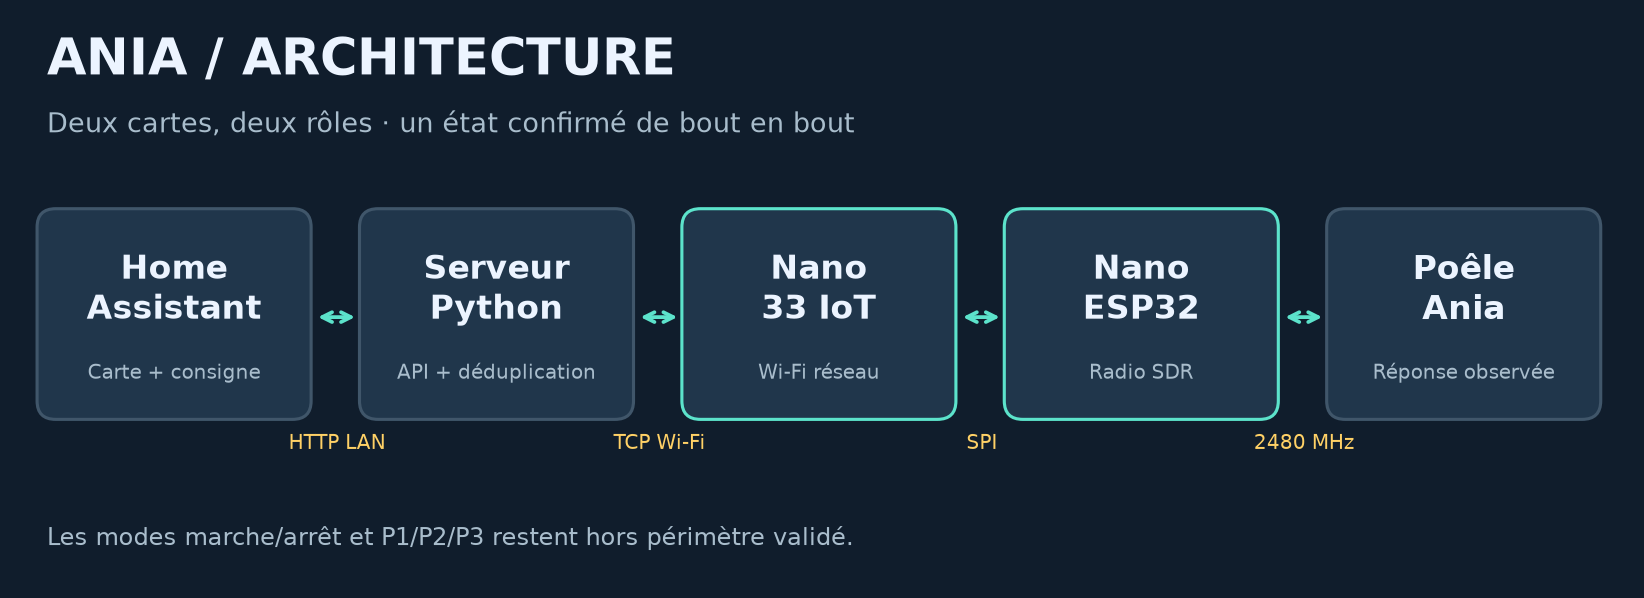 ANIA / ARCHITECTURE
Deux cartes, deux rôles · un état confirmé de bout en bout
Home
Assistant
Carte + consigne
Serveur
Python
API + déduplication
Nano
33 IoT
Wi-Fi réseau
Nano
ESP32
Radio SDR
Poêle
Ania
Réponse observée
HTTP LAN
TCP Wi-Fi
SPI
2480 MHz
Les modes marche/arrêt et P1/P2/P3 restent hors périmètre validé.